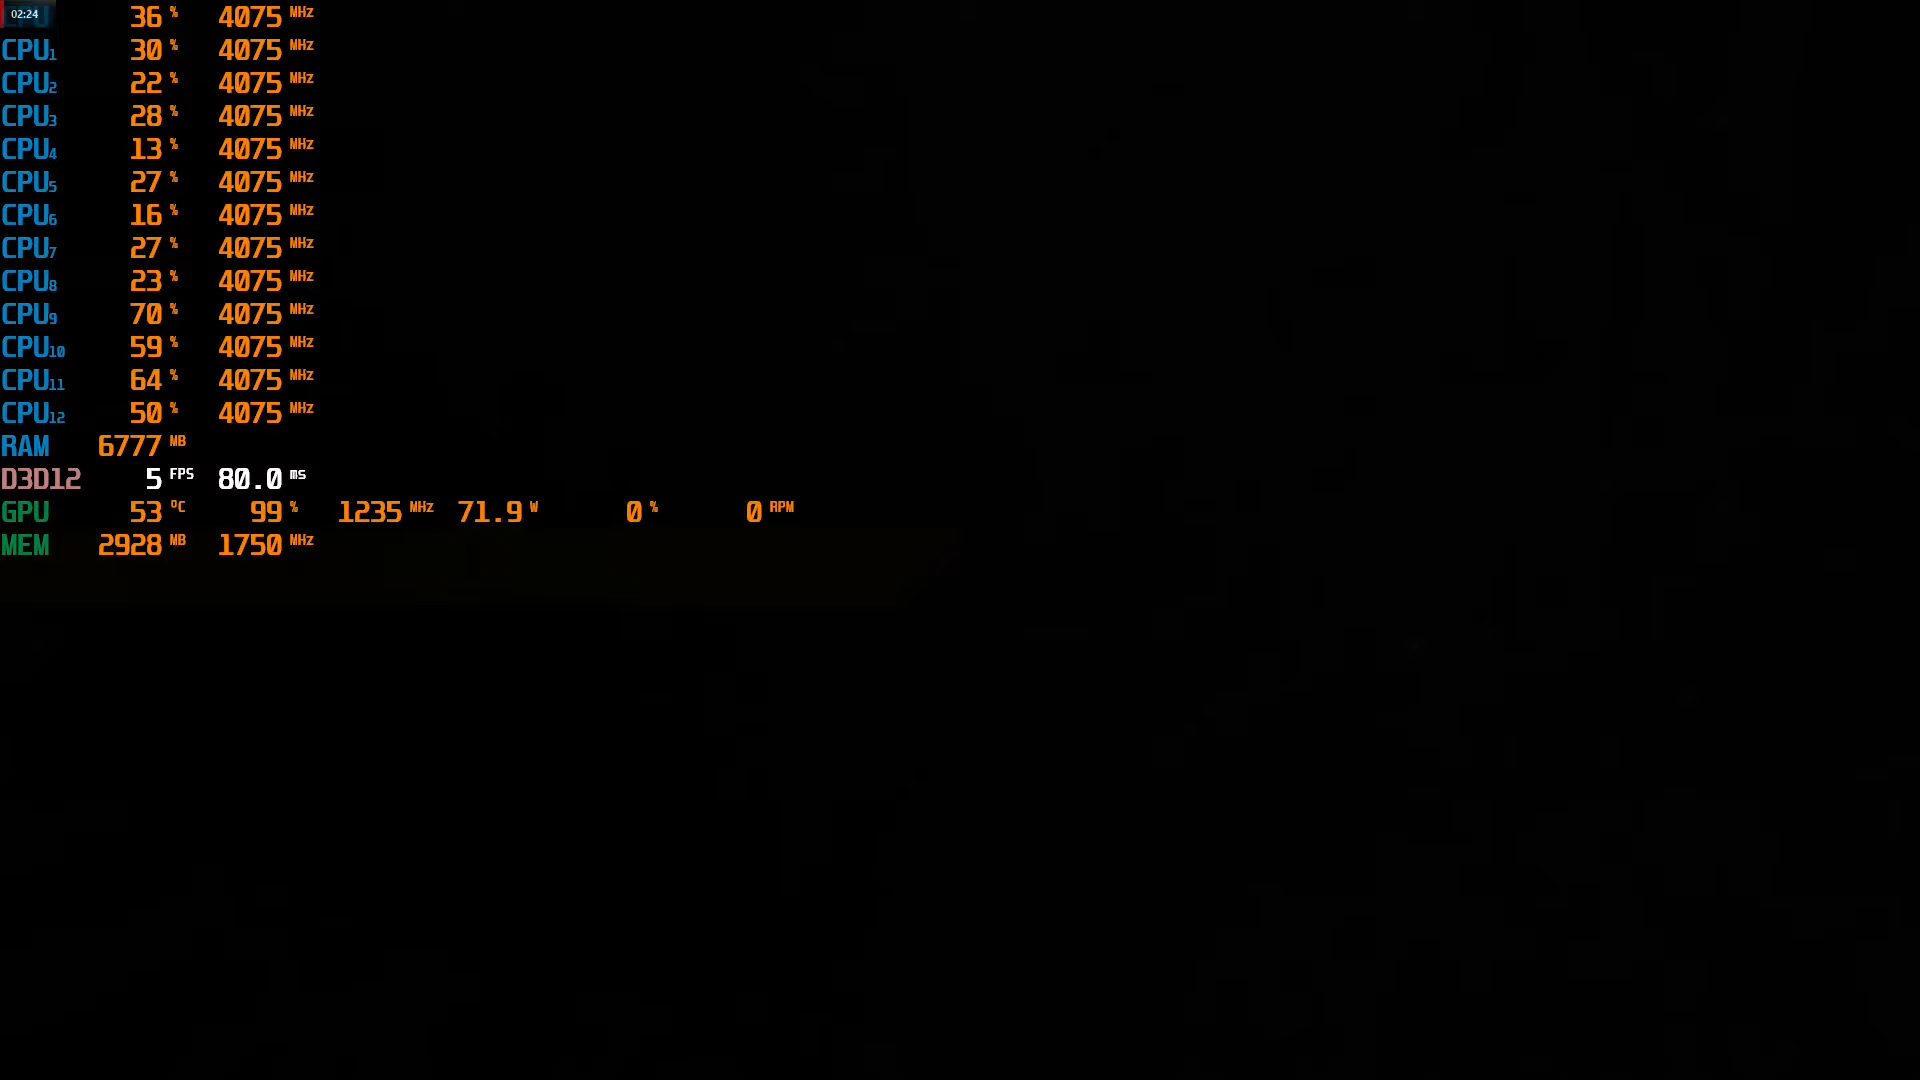 02:24
CPU 36 % 4075 MHz
CPU1 30 % 4075 MHz
CPU2 22 % 4075 MHz
CPU3 28 % 4075 MHz
CPU4 13 % 4075 MHz
CPU5 27 % 4075 MHz
CPU6 16 % 4075 MHz
CPU7 27 % 4075 MHz
CPU8 23 % 4075 MHz
CPU9 70 % 4075 MHz
CPU10 59 % 4075 MHz
CPU11 64 % 4075 MHz
CPU12 50 % 4075 MHz
RAM 6777 MB
D3D12 5 FPS 80.0 ms
GPU 53 °C 99 % 1235 MHz 71.9 W 0 % 0 RPM
MEM 2928 MB 1750 MHz